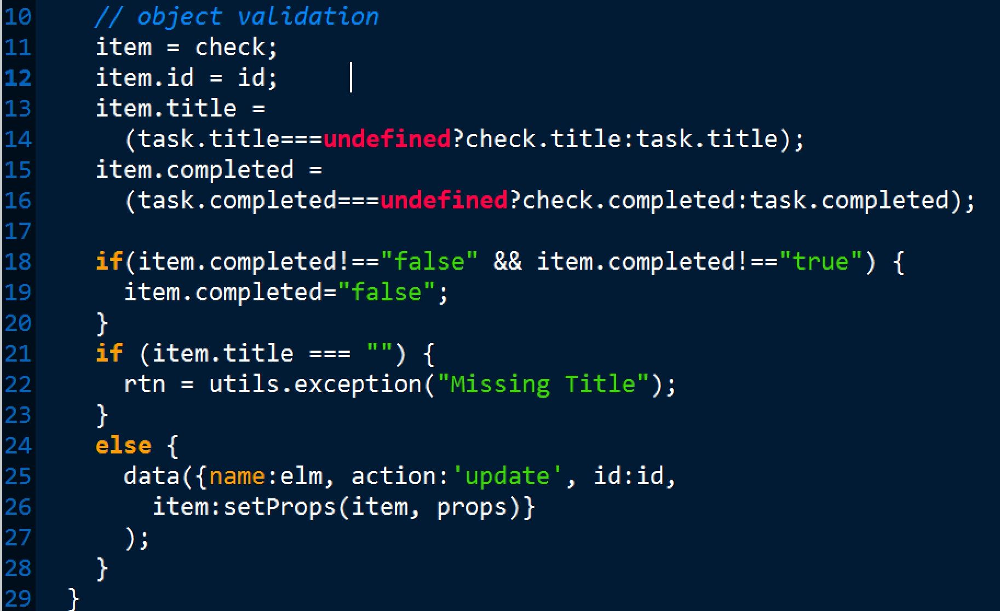 10 // object validation
11 item = check;
12 item.id = id;
13 item.title =
14 (task.title===undefined?check.title:task.title);
15 item.completed =
16 (task.completed===undefined?check.completed:task.completed);
17
18 if(item.completed!=="false" && item.completed!=="true") {
19 item.completed="false";
20 }
21 if (item.title === "") {
22 rtn = utils.exception("Missing Title");
23 }
24 else {
25 data({name:elm, action:'update', id:id,
26 item:setProps(item, props)}
27 );
28 }
29 }